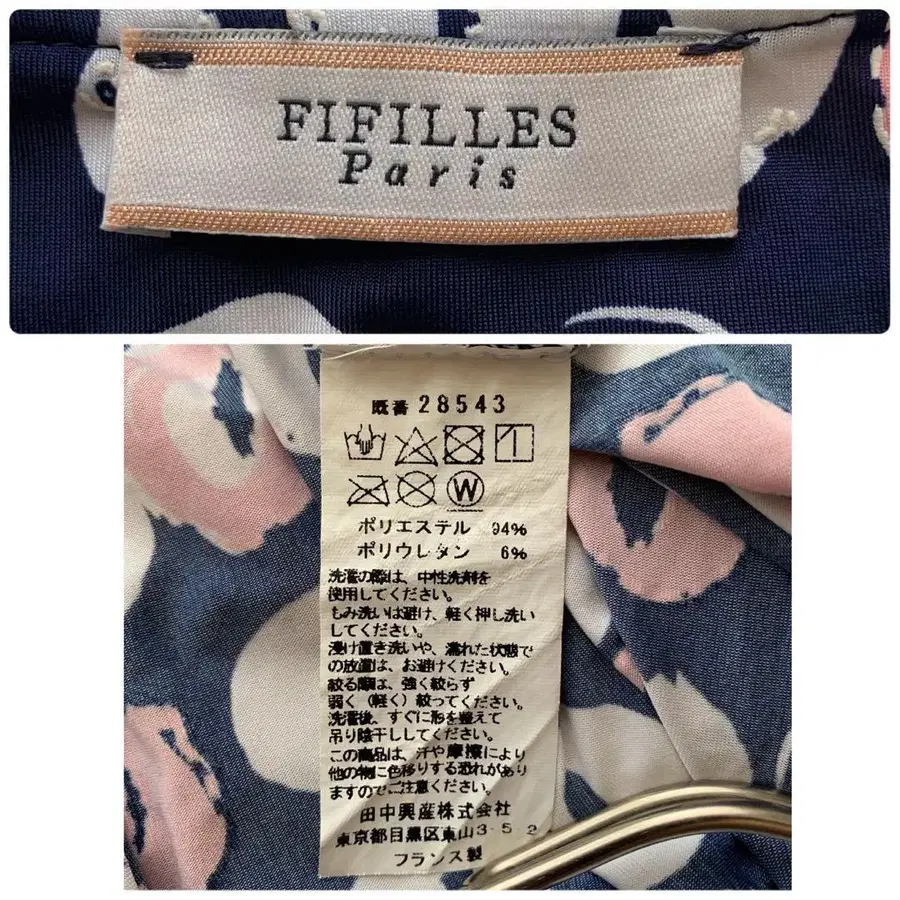 FIFILLES
Paris
既番 28543
W
ポリエステル 94%
ポリウレタン 6%
洗濯の際は、中性洗剤を
使用してください。
もみ洗いは避け、軽く押し洗い
してください。
浸け置き洗いや、濡れた状態で
の放置は、お避けください。
絞る際は、強く絞らず
弱く（軽く）絞ってください。
洗濯後、すぐに形を整えて
吊り陰干ししてください。
この商品は、汗や摩擦により
他の物に色移りする恐れがあり
ますのでご注意ください。
田中興産株式会社
東京都目黒区東山3-5-2
フランス製